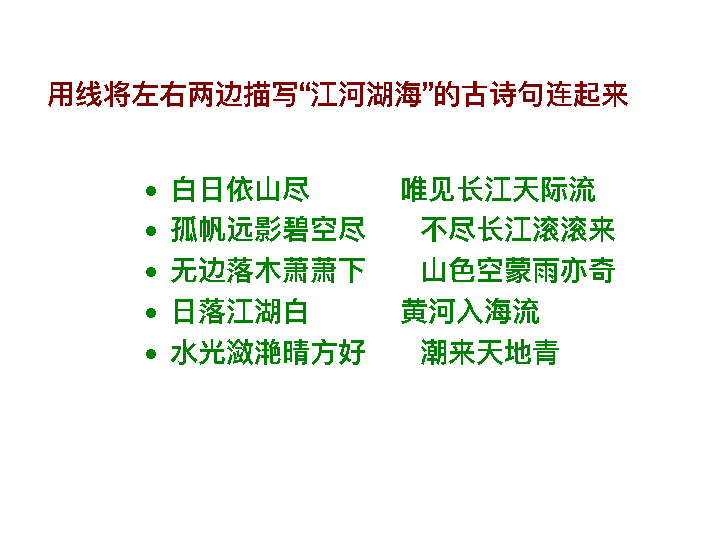 用线将左右两边描写“江河湖海”的古诗句连起来
• 白日依山尽 唯见长江天际流
• 孤帆远影碧空尽 不尽长江滚滚来
• 无边落木萧萧下 山色空蒙雨亦奇
• 日落江湖白 黄河入海流
• 水光潋滟晴方好 潮来天地青